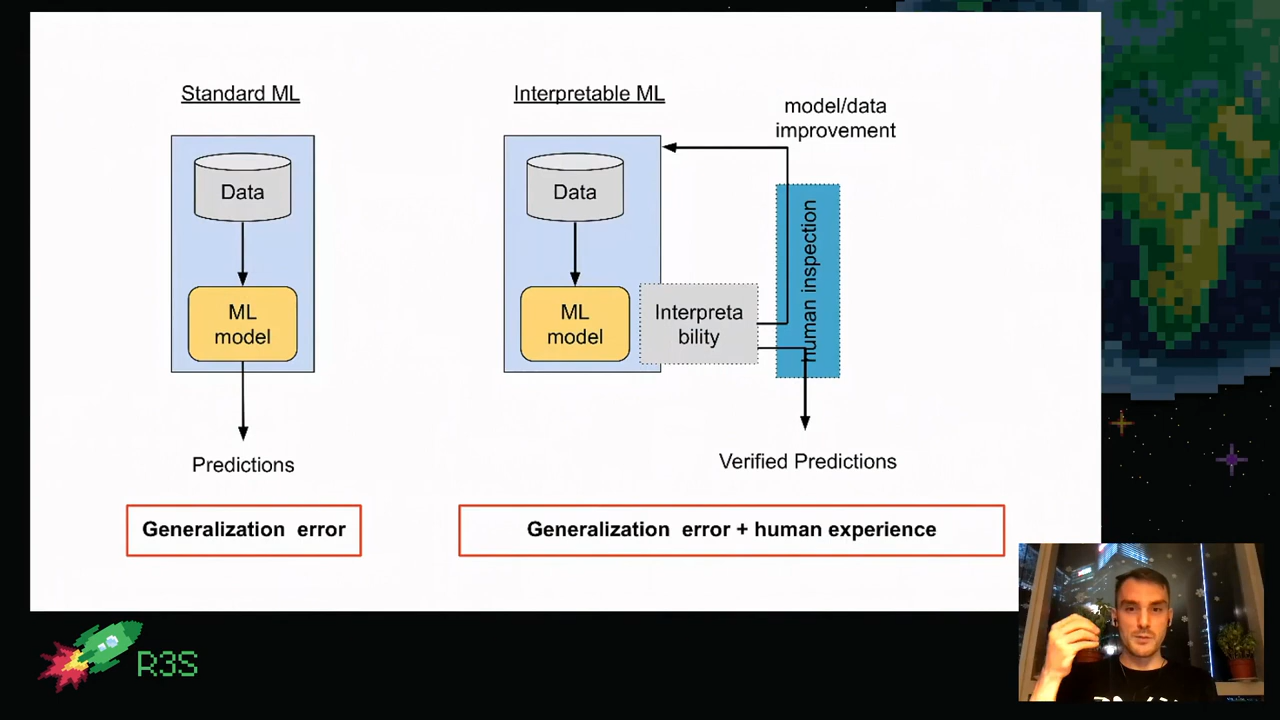 Standard ML
Data
ML
model
Predictions
Generalization error
Interpretable ML
model/data
improvement
Data
ML
model
Interpreta
bility
human inspection
Verified Predictions
Generalization error + human experience
R3S